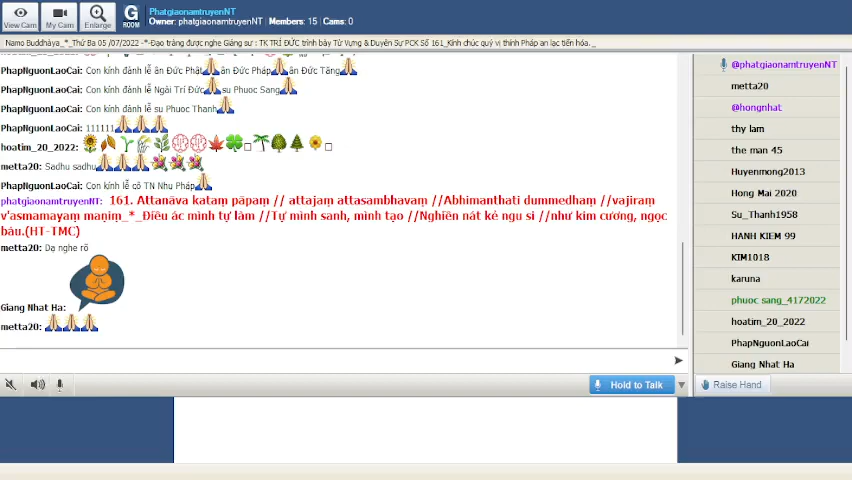 View Cam
My Cam
Enlarge
G
ROOM
PhatgiaonamtruyenNT
Owner: phatgiaonamtruyenNT | Members: 15 | Cams: 0
Namo Buddhàya_*_Thứ Ba 05 /07/2022 -*-Đạo tràng được nghe Giảng sư : TK TRÍ ĐỨC trình bày Từ Vựng & Duyên Sự PCK Số 161_Kính chúc quý vị thính Pháp an lạc tiến hóa._
PhapNguonLaoCai: Con kính đảnh lễ ân Đức Phật ân Đức Pháp ân Đức Tăng
PhapNguonLaoCai: Con kính đảnh lễ Ngài Trí Đức su Phuoc Sang
PhapNguonLaoCai: Con kính đảnh lễ su Phuoc Thanh
PhapNguonLaoCai: 111111
hoatim_20_2022:
metta20: Sadhu sadhu
PhapNguonLaoCai: Con kính lễ cô TN Nhu Pháp
phatgiaonamtruyenNT: 161. Attanāva kataṃ pāpaṃ // attajaṃ attasambhavaṃ //Abhimanthati dummedhaṃ //vajiraṃ
v'asmamayaṃ maṇiṃ_*_Điều ác mình tự làm //Tự mình sanh, mình tạo //Nghiền nát kẻ ngu si //như kim cương, ngọc
báu.(HT-TMC)
metta20: Dạ nghe rõ
Giang Nhat Ha:
metta20:
Hold to Talk
Raise Hand
@phatgiaonamtruyenNT
metta20
@hongnhat
thy lam
the man 45
Huyenmong2013
Hong Mai 2020
Su_Thanh1958
HANH KIEM 99
KIM1018
karuna
phuoc sang_4172022
hoatim_20_2022
PhapNguonLaoCai
Giang Nhat Ha